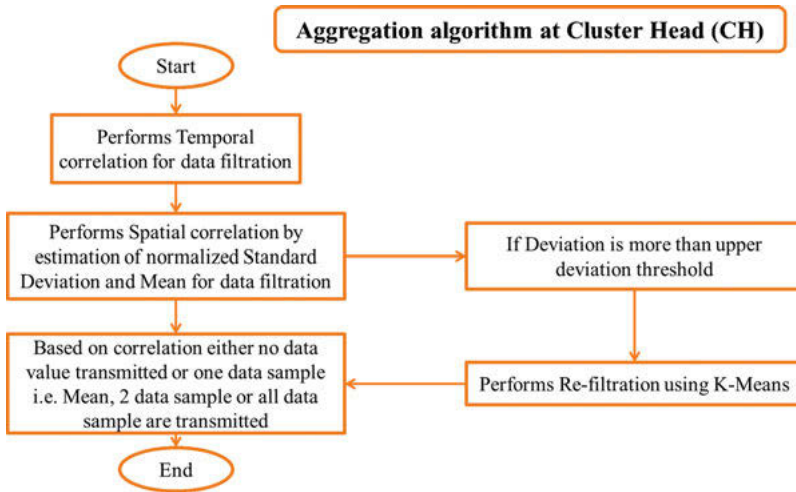 Aggregation algorithm at Cluster Head (CH)
Start
Performs Temporal
correlation for data filtration
Performs Spatial correlation by
estimation of normalized Standard
Deviation and Mean for data filtration
If Deviation is more than upper
deviation threshold
Based on correlation either no data
value transmitted or one data sample
i.e. Mean, 2 data sample or all data
sample are transmitted
Performs Re-filtration using K-Means
End